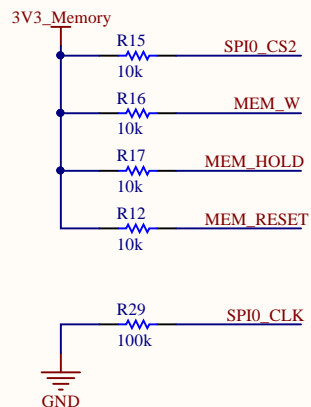 3V3_Memory
R15 SPI0_CS2
10k
R16 MEM_W
10k
R17 MEM_HOLD
10k
R12 MEM_RESET
10k
R29 SPI0_CLK
100k
GND